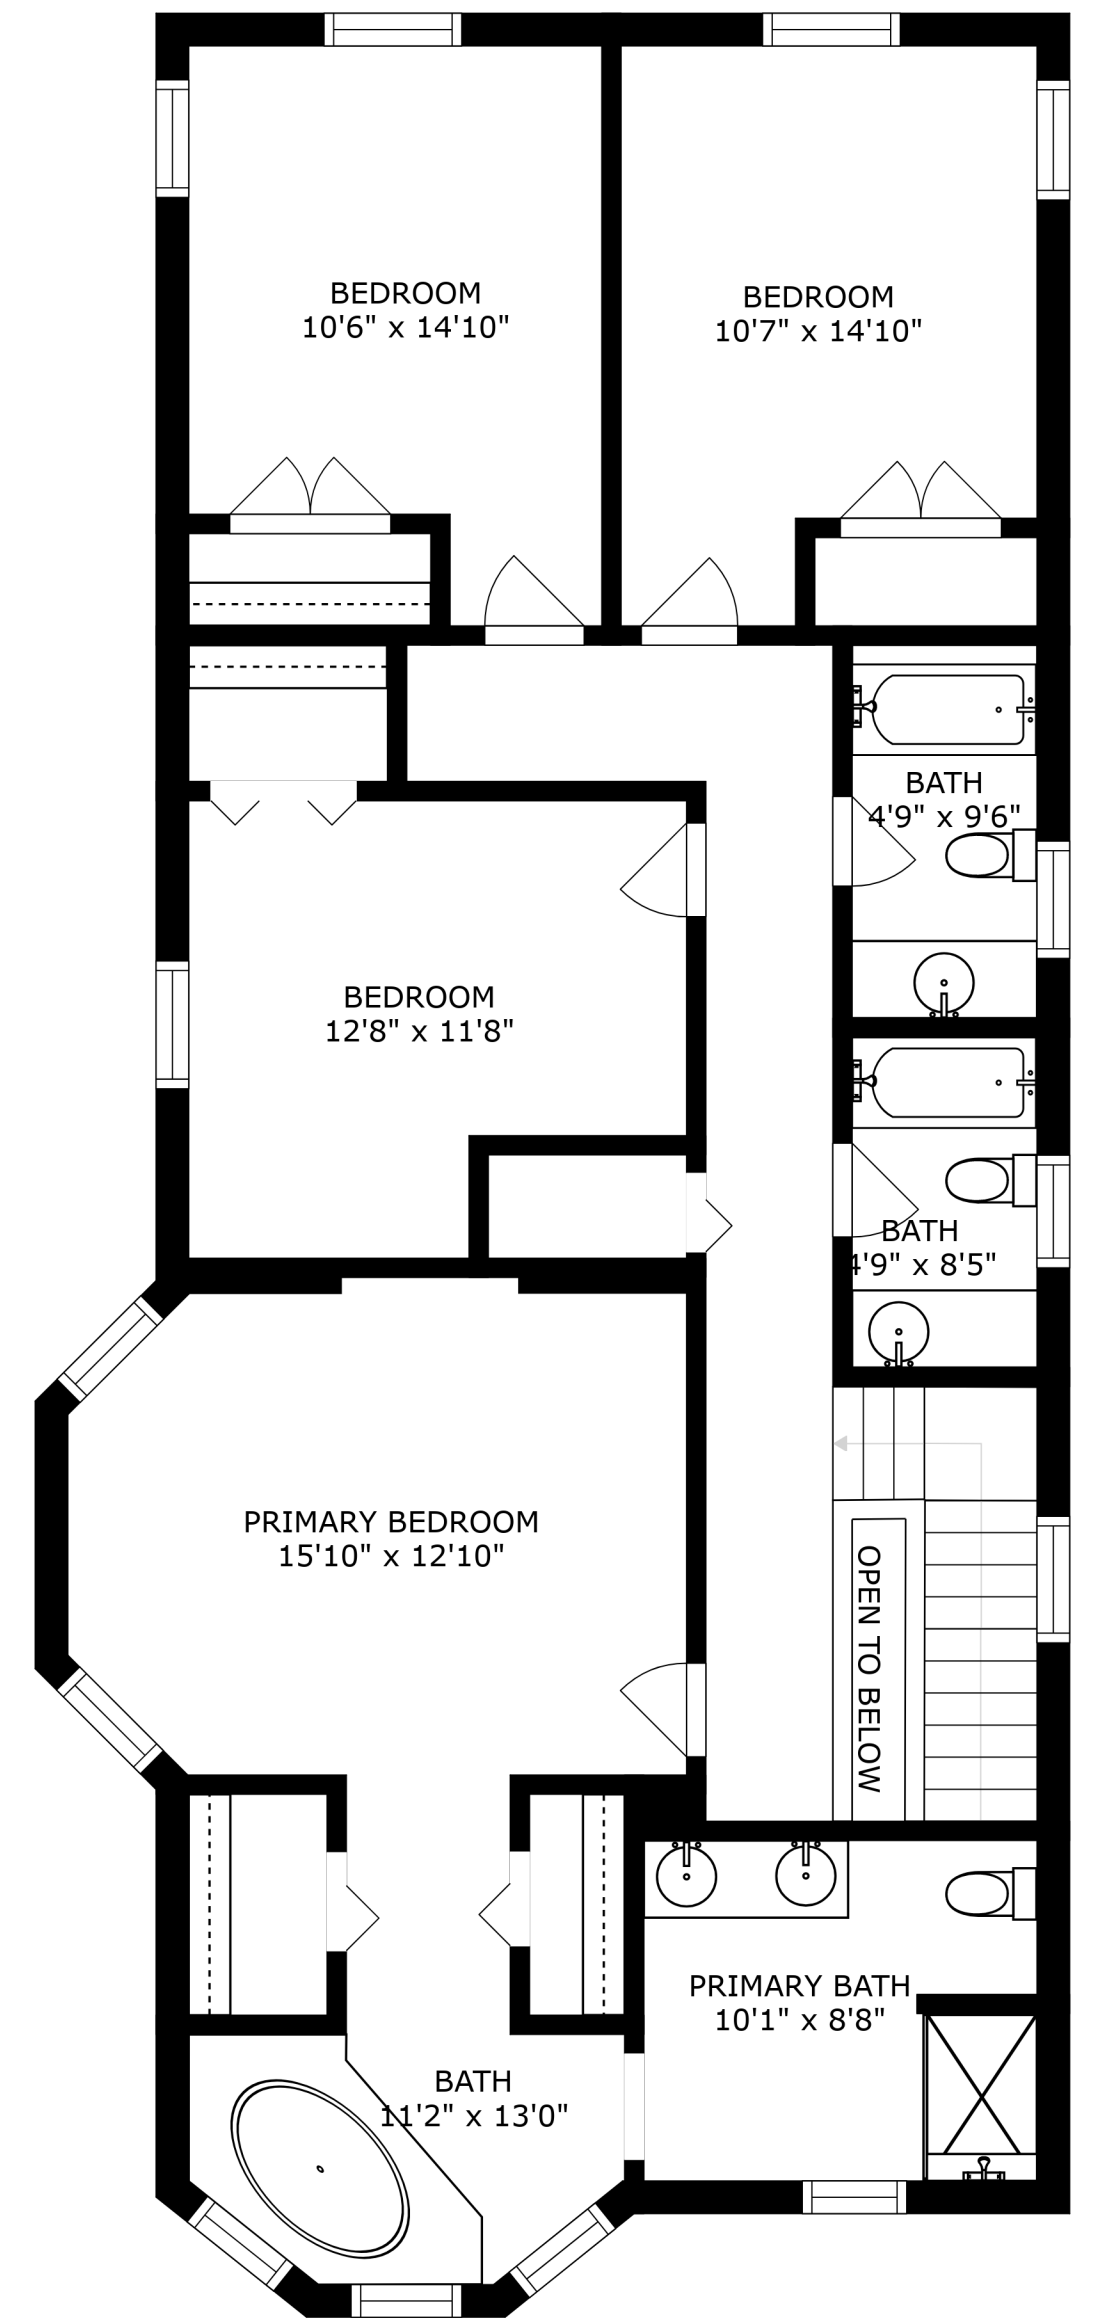 BEDROOM
10'6" x 14'10"
BEDROOM
10'7" x 14'10"
BATH
4'9" x 9'6"
BEDROOM
12'8" x 11'8"
BATH
4'9" x 8'5"
PRIMARY BEDROOM
15'10" x 12'10"
OPEN TO BELOW
PRIMARY BATH
10'1" x 8'8"
BATH
11'2" x 13'0"